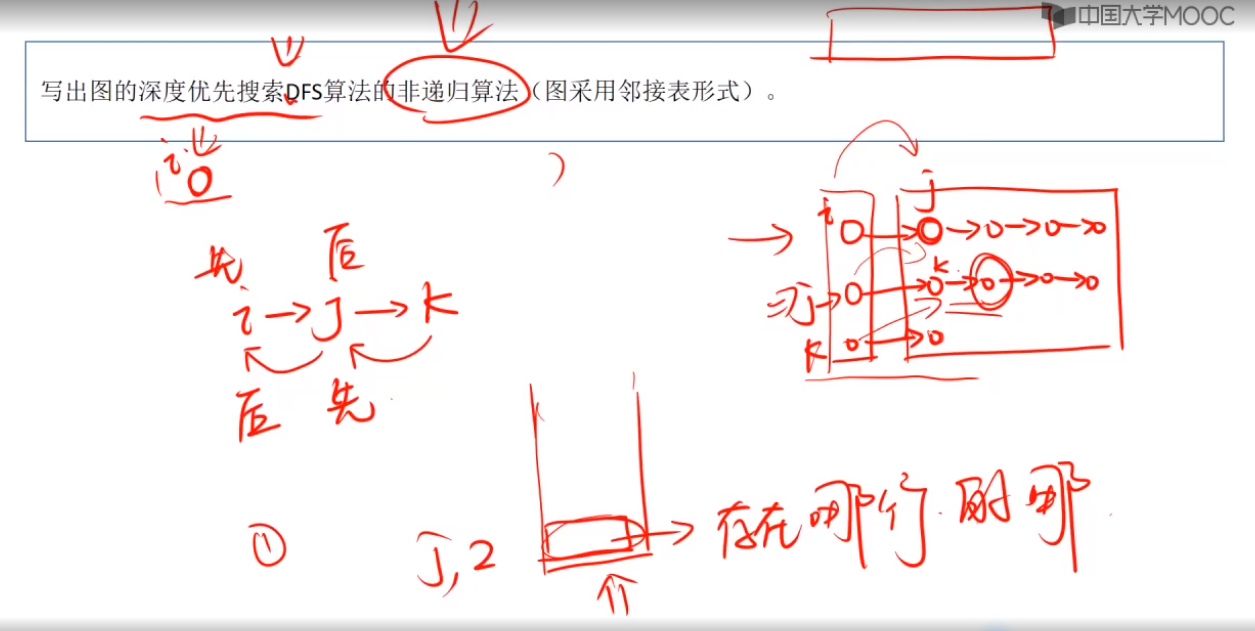 中国大学MOOC
写出图的深度优先搜索DFS算法的非递归算法（图采用邻接表形式）。
i
j
i
k
j
k
先 后
i→J→k
后 先
①
J,2
存在哪行